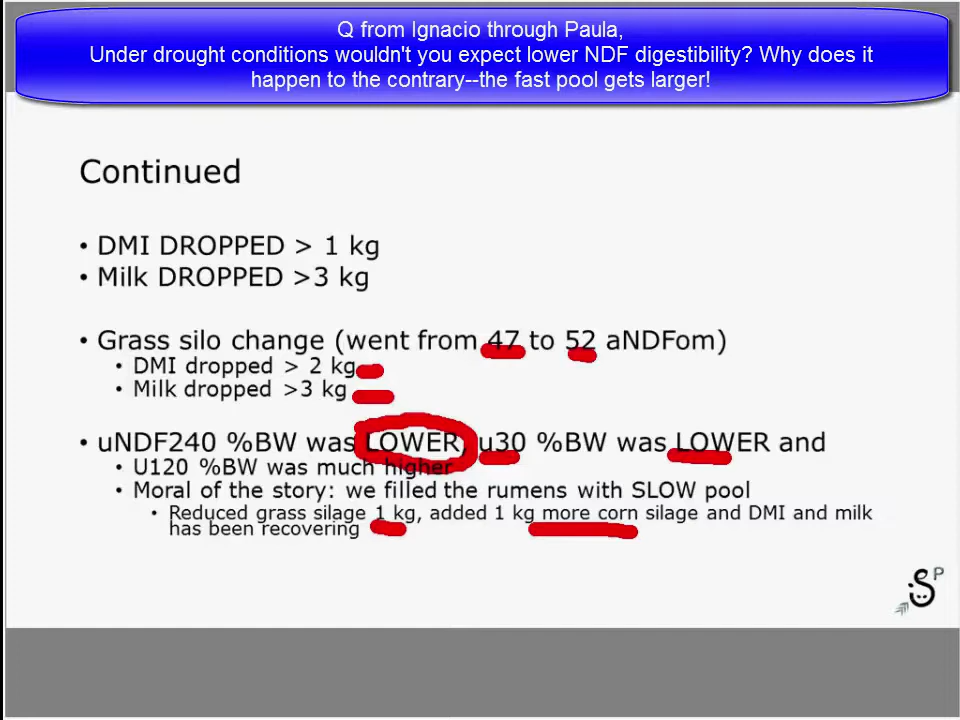 Q from Ignacio through Paula,
Under drought conditions wouldn't you expect lower NDF digestibility? Why does it
happen to the contrary--the fast pool gets larger!
Continued
• DMI DROPPED > 1 kg
• Milk DROPPED >3 kg
• Grass silo change (went from 47 to 52 aNDFom)
• DMI dropped > 2 kg
• Milk dropped >3 kg
• uNDF240 %BW was LOWER, u30 %BW was LOWER and
• U120 %BW was much higher
• Moral of the story: we filled the rumens with SLOW pool
• Reduced grass silage 1 kg, added 1 kg more corn silage and DMI and milk
has been recovering
S P